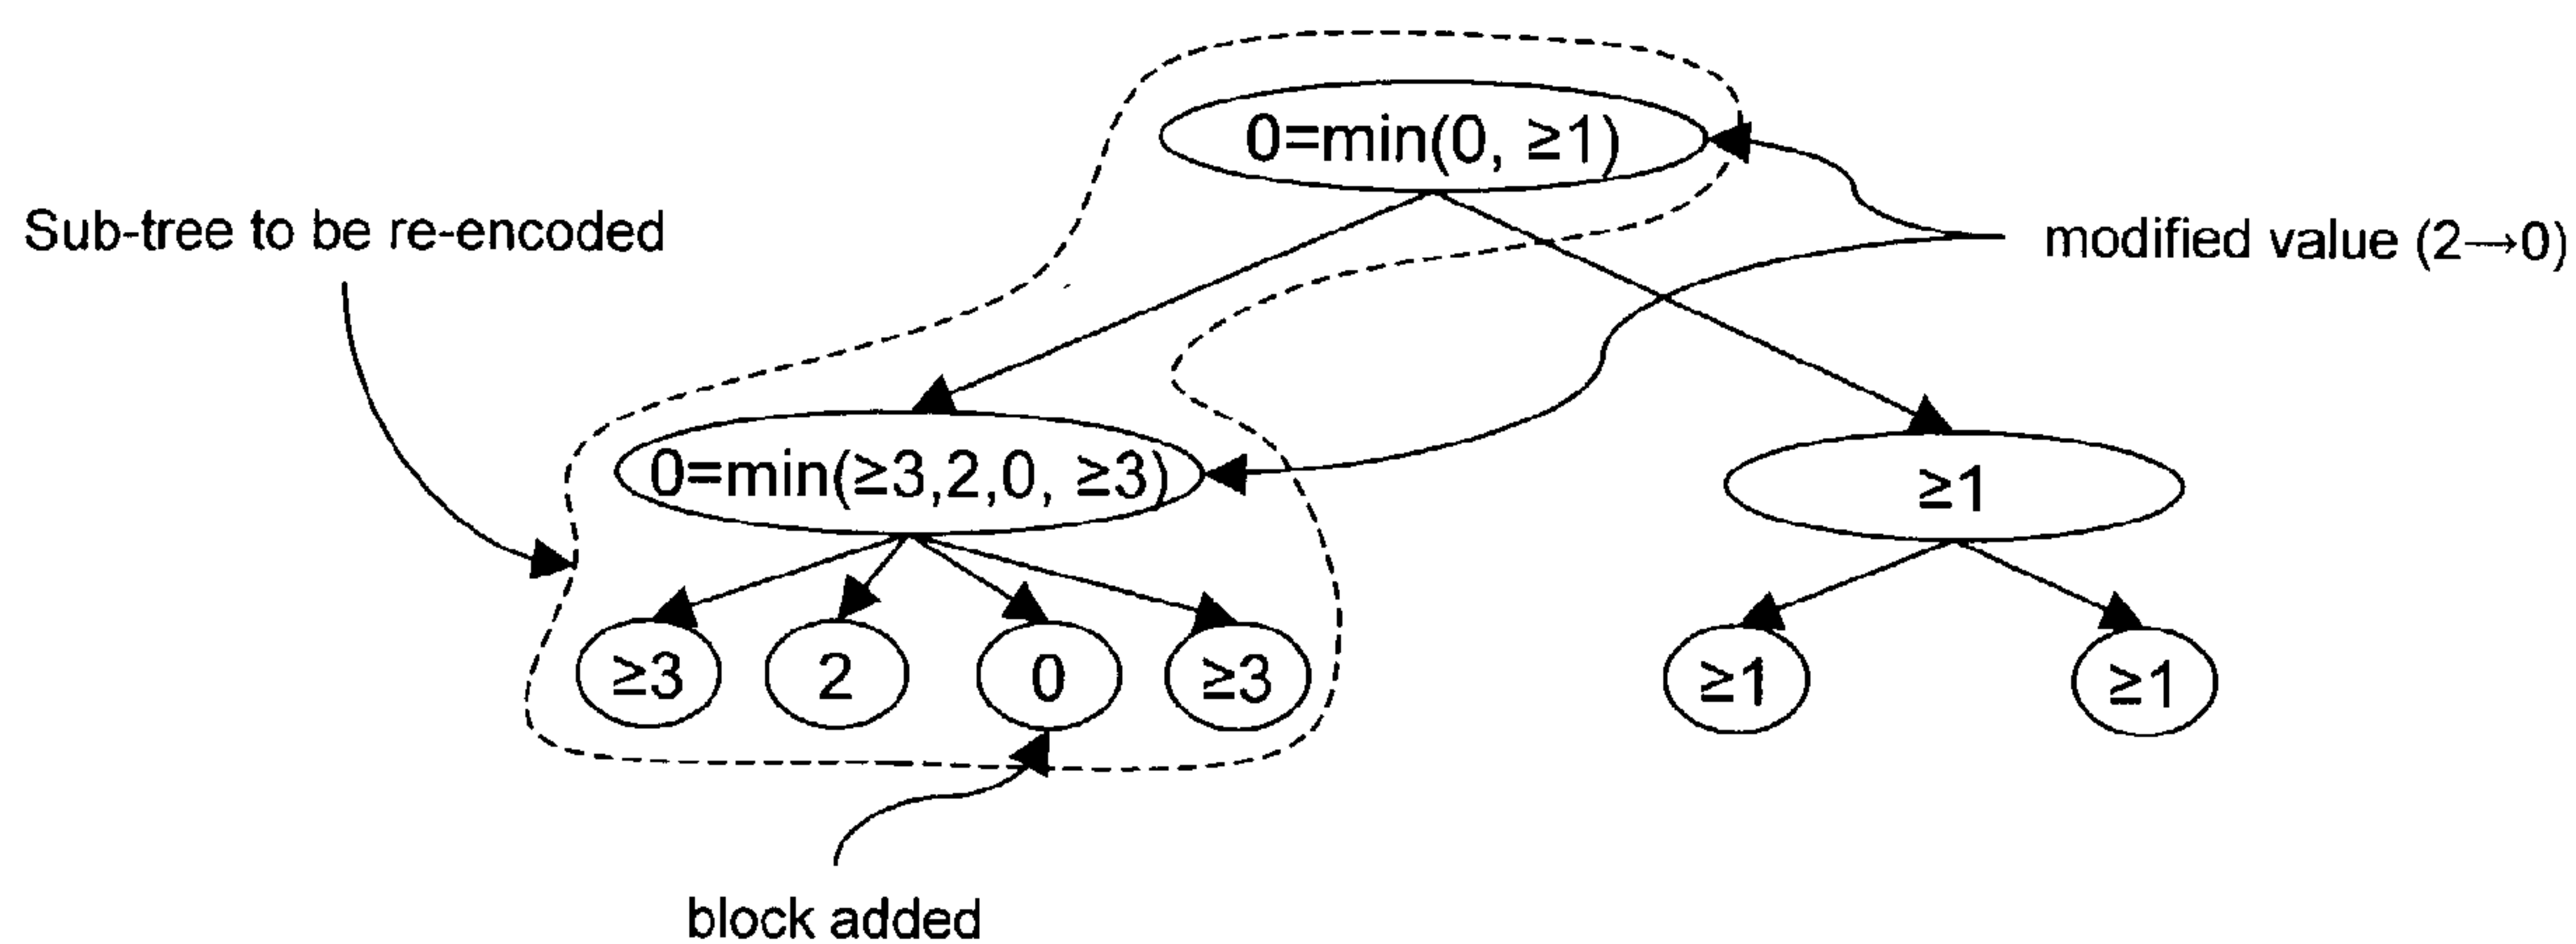 0=min(0, ≥1)
Sub-tree to be re-encoded
modified value (2→0)
0=min(≥3,2,0, ≥3)
≥1
≥3
2
0
≥3
≥1
≥1
block added